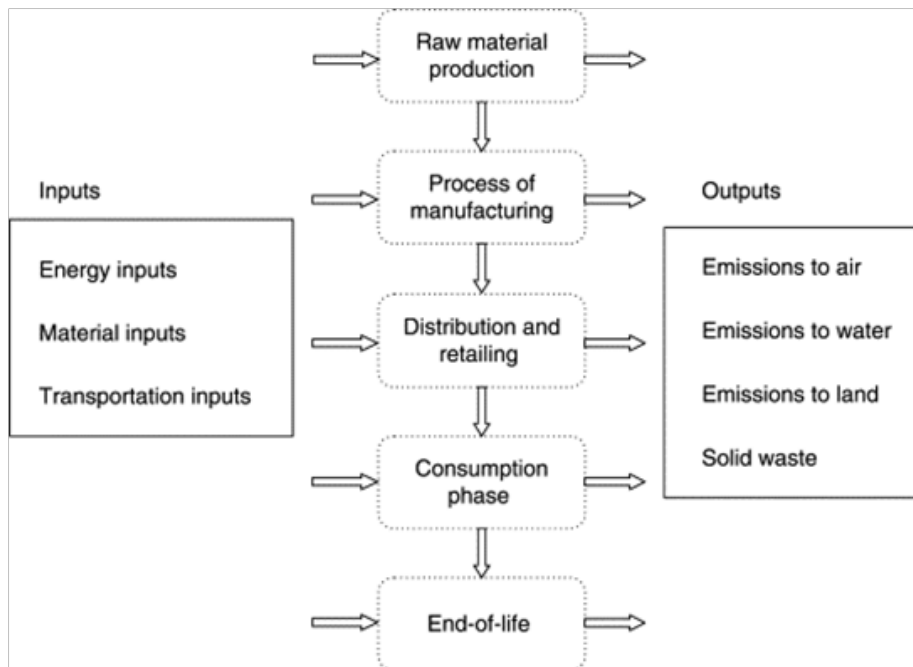 Raw material
production
Inputs
Process of
manufacturing
Outputs
Energy inputs
Material inputs
Transportation inputs
Distribution and
retailing
Emissions to air
Emissions to water
Emissions to land
Solid waste
Consumption
phase
End-of-life